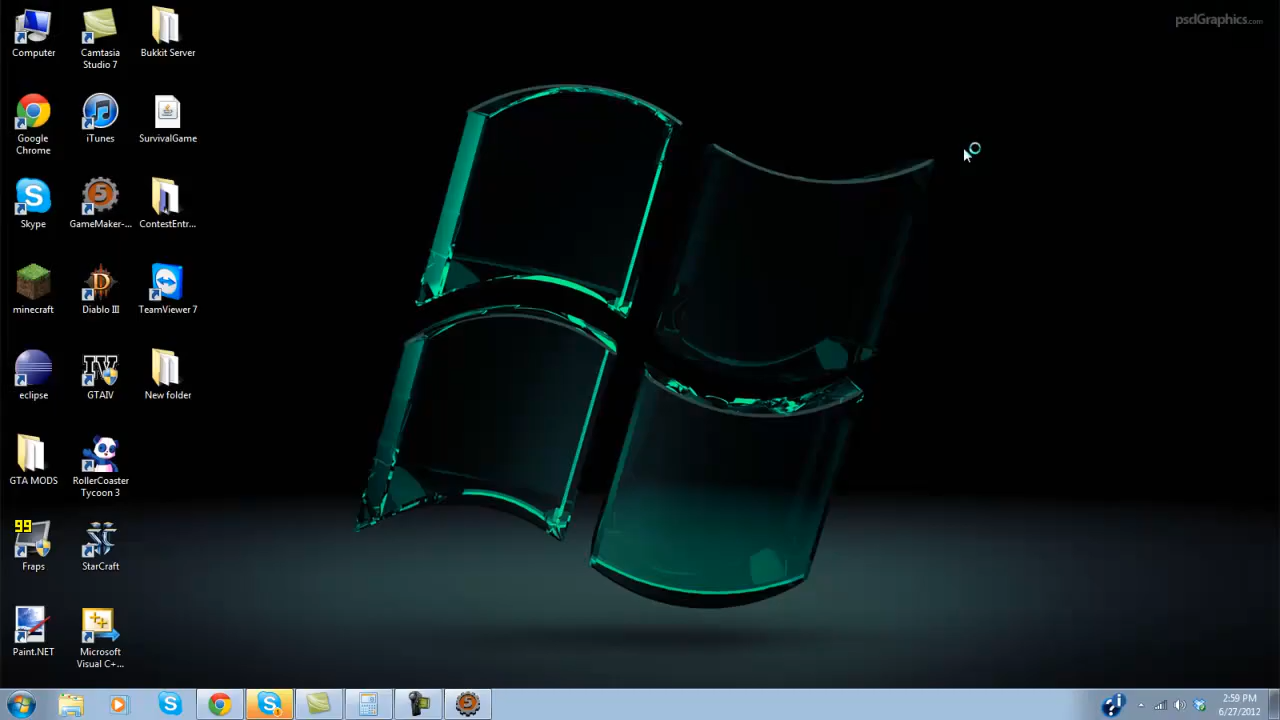 psdGraphics.com
Computer
Camtasia
Studio 7
Bukkit Server
Google
Chrome
iTunes
SurvivalGame
Skype
GameMaker-...
ContestEntr...
minecraft
Diablo III
TeamViewer 7
eclipse
GTAIV
New folder
GTA MODS
RollerCoaster
Tycoon 3
99
Fraps
StarCraft
Paint.NET
Microsoft
Visual C+...
2:59 PM
6/27/2012